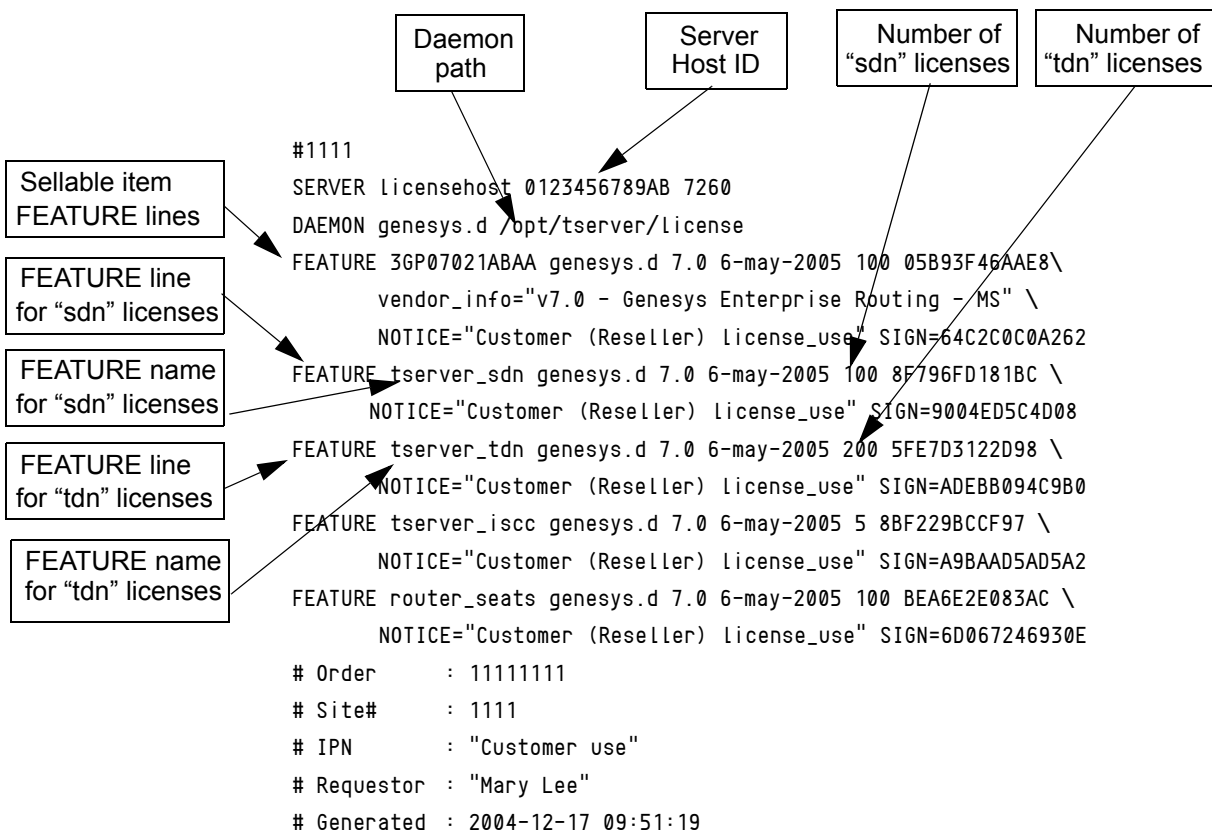 Daemon
path
Server
Host ID
Number of
“sdn” licenses
Number of
“tdn” licenses
Sellable item
FEATURE lines
FEATURE line
for “sdn” licenses
FEATURE name
for “sdn” licenses
FEATURE line
for “tdn” licenses
FEATURE name
for “tdn” licenses
#1111
SERVER licensehost 0123456789AB 7260
DAEMON genesys.d /opt/tserver/license
FEATURE 3GP07021ABAA genesys.d 7.0 6-may-2005 100 05B93F46AAE8\
vendor_info="v7.0 - Genesys Enterprise Routing - MS" \
NOTICE="Customer (Reseller) license_use" SIGN=64C2C0C0A262
FEATURE tserver_sdn genesys.d 7.0 6-may-2005 100 8F796FD181BC \
NOTICE="Customer (Reseller) license_use" SIGN=9004ED5C4D08
FEATURE tserver_tdn genesys.d 7.0 6-may-2005 200 5FE7D3122D98 \
NOTICE="Customer (Reseller) license_use" SIGN=ADEBB094C9B0
FEATURE tserver_iscc genesys.d 7.0 6-may-2005 5 8BF229BCCF97 \
NOTICE="Customer (Reseller) license_use" SIGN=A9BAAD5AD5A2
FEATURE router_seats genesys.d 7.0 6-may-2005 100 BEA6E2E083AC \
NOTICE="Customer (Reseller) license_use" SIGN=6D067246930E
# Order : 11111111
# Site# : 1111
# IPN : "Customer use"
# Requestor : "Mary Lee"
# Generated : 2004-12-17 09:51:19